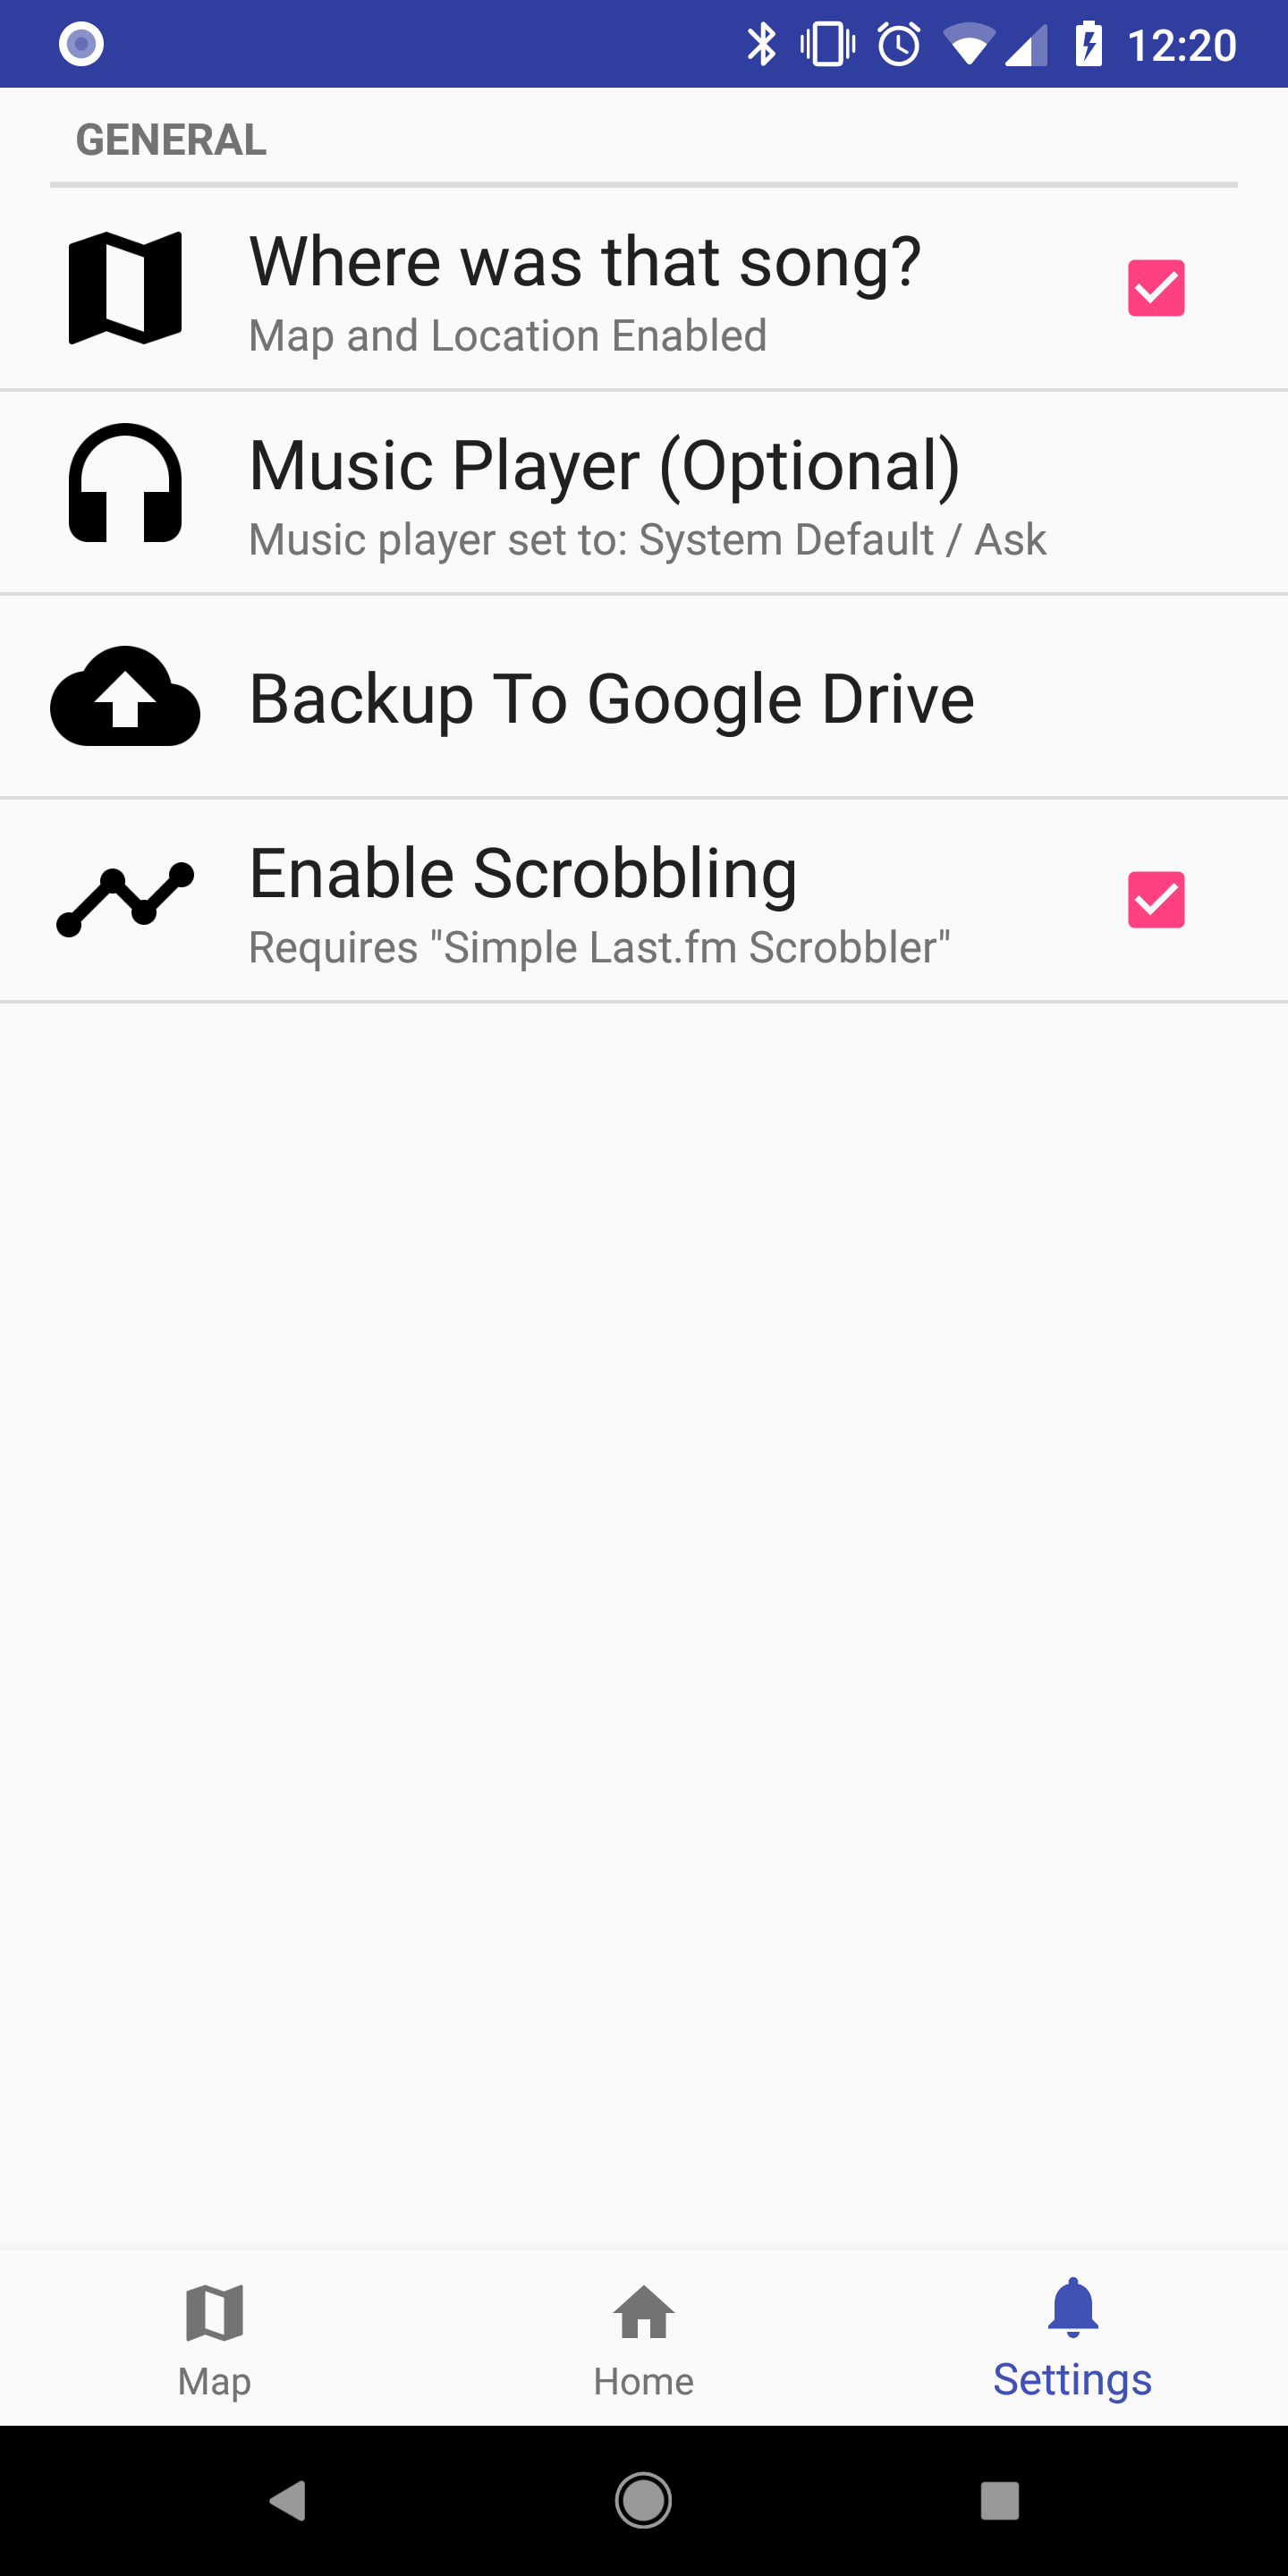 12:20
GENERAL
Where was that song?
Map and Location Enabled
Music Player (Optional)
Music player set to: System Default / Ask
Backup To Google Drive
Enable Scrobbling
Requires "Simple Last.fm Scrobbler"
Map
Home
Settings